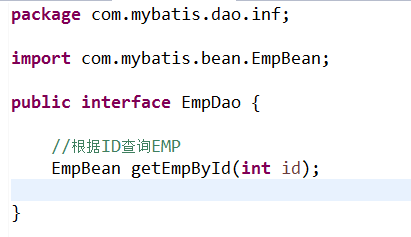 package com.mybatis.dao.inf;
import com.mybatis.bean.EmpBean;
public interface EmpDao {
//根据ID查询EMP
EmpBean getEmpById(int id);
}